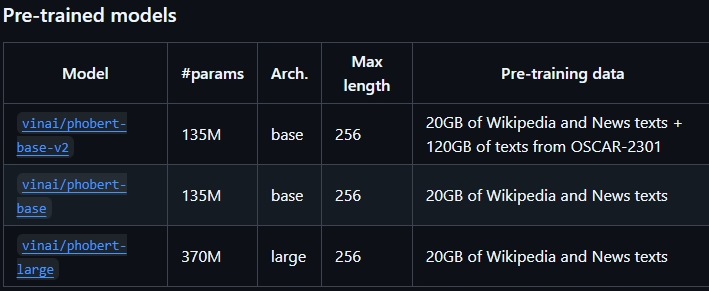 Pre-trained models
Model #params Arch. Max length Pre-training data
vinai/phobert-base-v2 135M base 256 20GB of Wikipedia and News texts + 120GB of texts from OSCAR-2301
vinai/phobert-base 135M base 256 20GB of Wikipedia and News texts
vinai/phobert-large 370M large 256 20GB of Wikipedia and News texts